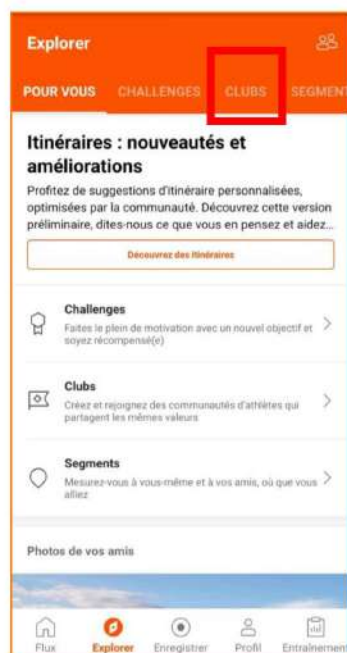 Explorer
POUR VOUS CHALLENGES CLUBS SEGMENT
Itinéraires : nouveautés et
améliorations
Profitez de suggestions d'itinéraire personnalisées,
optimisées par la communauté. Découvrez cette version
préliminaire, dites-nous ce que vous en pensez et aidez...
Découvrez des Itinéraires
Challenges
Faites le plein de motivation avec un nouvel objectif et
soyez récompensé(e)
Clubs
Créez et rejoignez des communautés d'athlètes qui
partagent les mêmes valeurs
Segments
Mesurez-vous à vous-même et à vos amis, où que vous
alliez
Photos de vos amis
Flux Explorer Enregistrer Profil Entraînement